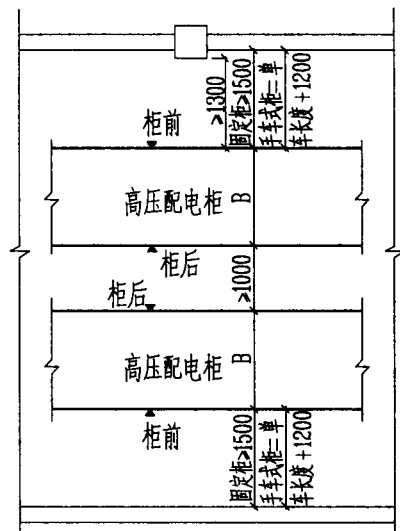 >1300
固定柜>1500
手车式柜=单
车长度+1200
柜前
高压配电柜 B
柜后
>1000
柜后
高压配电柜 B
柜前
固定柜>1500
手车式柜=单
车长度+1200